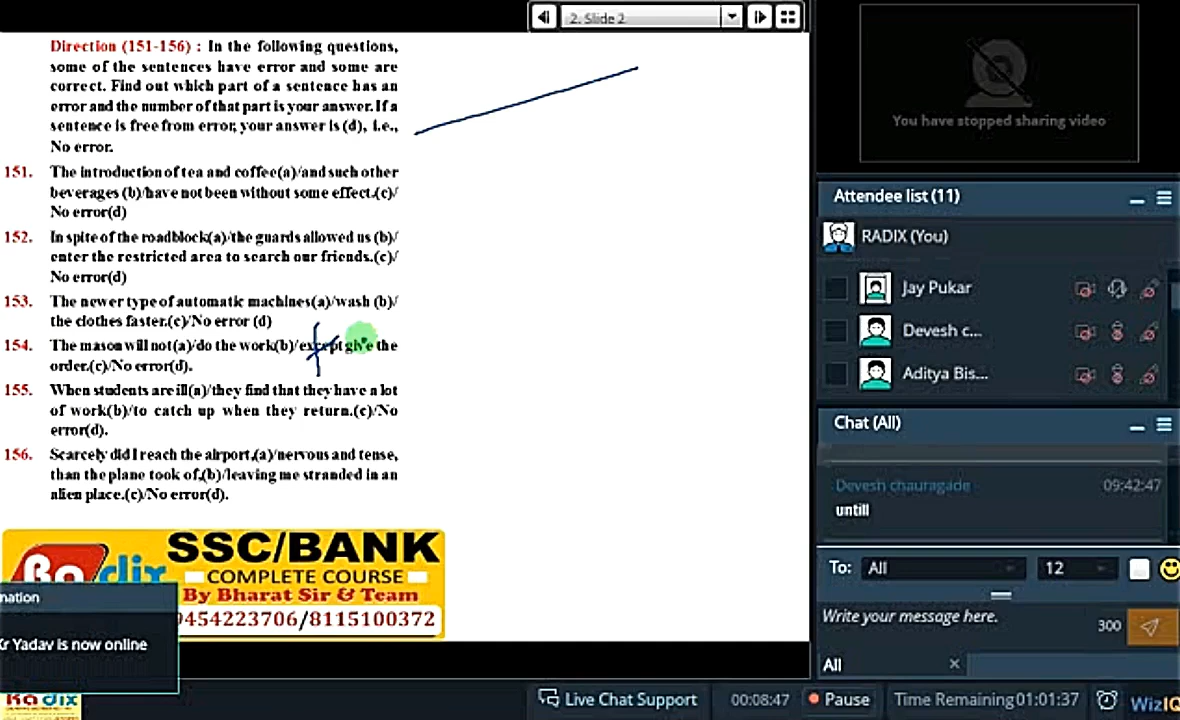 2. Slide 2
Direction (151-156) : In the following questions,
some of the sentences have error and some are
correct. Find out which part of a sentence has an
error and the number of that part is your answer. If a
sentence is free from error, your answer is (d), i.e.,
No error.
151. The introduction of tea and coffee(a)/and such other
beverages (b)/have not been without some effect.(c)/
No error(d)
152. In spite of the roadblock(a)/the guards allowed us (b)/
enter the restricted area to search our friends.(c)/
No error(d)
153. The newer type of automatic machines(a)/wash (b)/
the clothes faster.(c)/No error (d)
154. The mason will not(a)/do the work(b)/except give the
order.(c)/No error(d).
155. When students are ill(a)/they find that they have a lot
of work(b)/to catch up when they return.(c)/No
error(d).
156. Scarcely did I reach the airport,(a)/nervous and tense,
than the plane took of,(b)/leaving me stranded in an
alien place.(c)/No error(d).
Radix
SSC/BANK
COMPLETE COURSE
By Bharat Sir & Team
9454223706/8115100372
mation
Kr Yadav is now online
Radix
You have stopped sharing video
Attendee list (11)
RADIX (You)
Jay Pukar
Devesh c...
Aditya Bis...
Chat (All)
Devesh chauragade 09:42:47
untill
To: All 12
Write your message here. 300
All
Live Chat Support 00:08:47 Pause Time Remaining 01:01:37 WizIQ